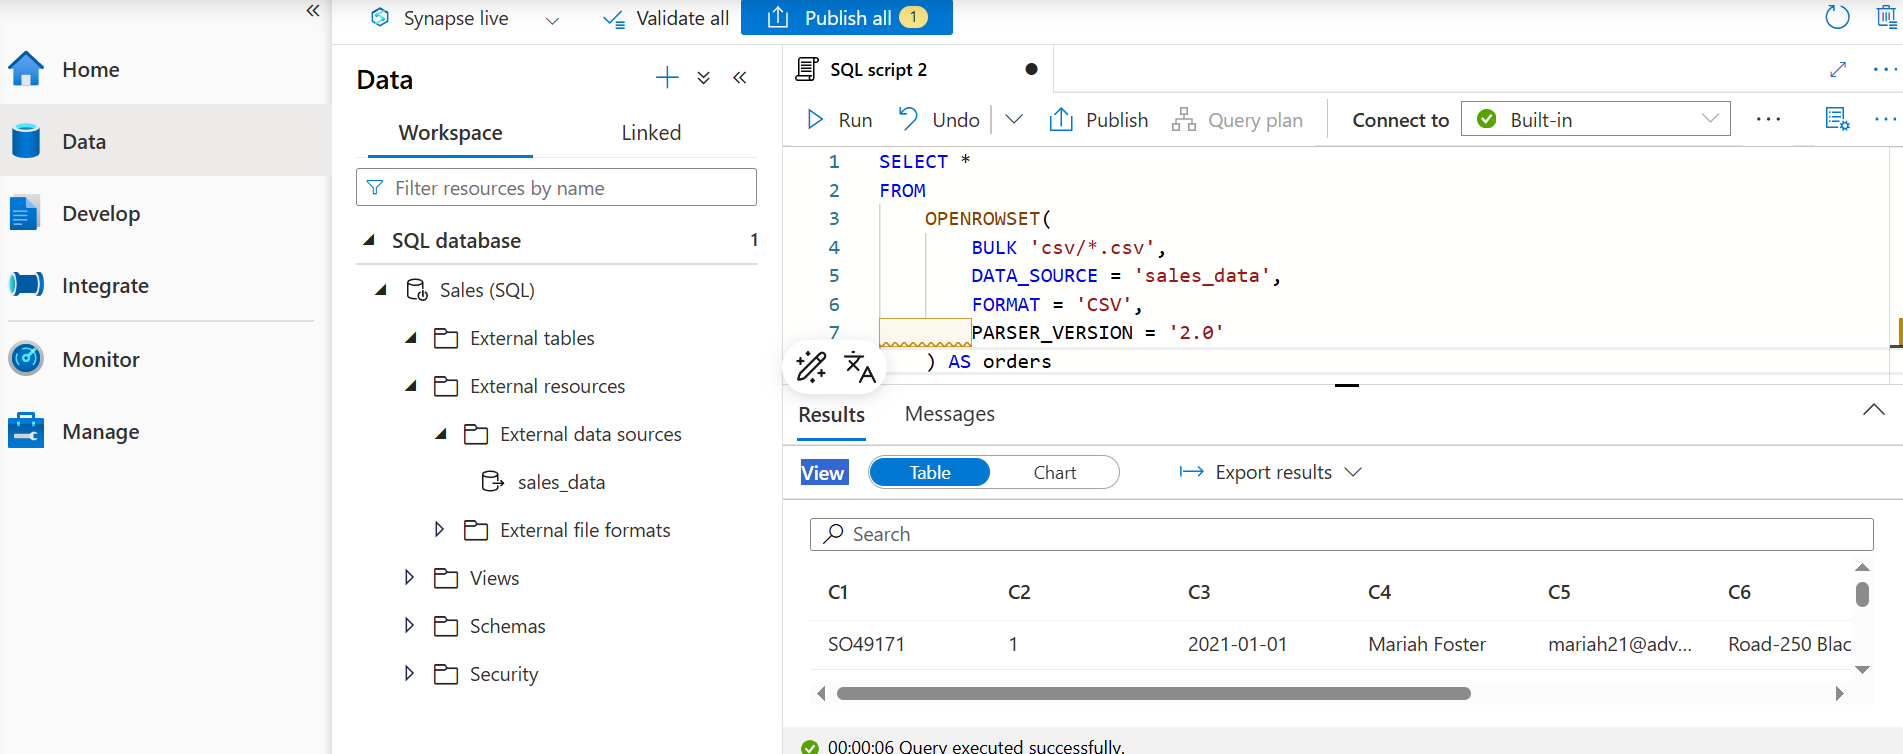 Synapse live
Validate all
Publish all 1
Home
Data
Develop
Integrate
Monitor
Manage
Data
Workspace Linked
Filter resources by name
SQL database 1
Sales (SQL)
External tables
External resources
External data sources
sales_data
External file formats
Views
Schemas
Security
SQL script 2
Run Undo Publish Query plan Connect to Built-in
1 SELECT *
2 FROM
3 OPENROWSET(
4 BULK 'csv/*.csv',
5 DATA_SOURCE = 'sales_data',
6 FORMAT = 'CSV',
7 PARSER_VERSION = '2.0'
) AS orders
Results Messages
View Table Chart Export results
Search
C1 C2 C3 C4 C5 C6
SO49171 1 2021-01-01 Mariah Foster mariah21@adv... Road-250 Blac
00:00:06 Query executed successfully.